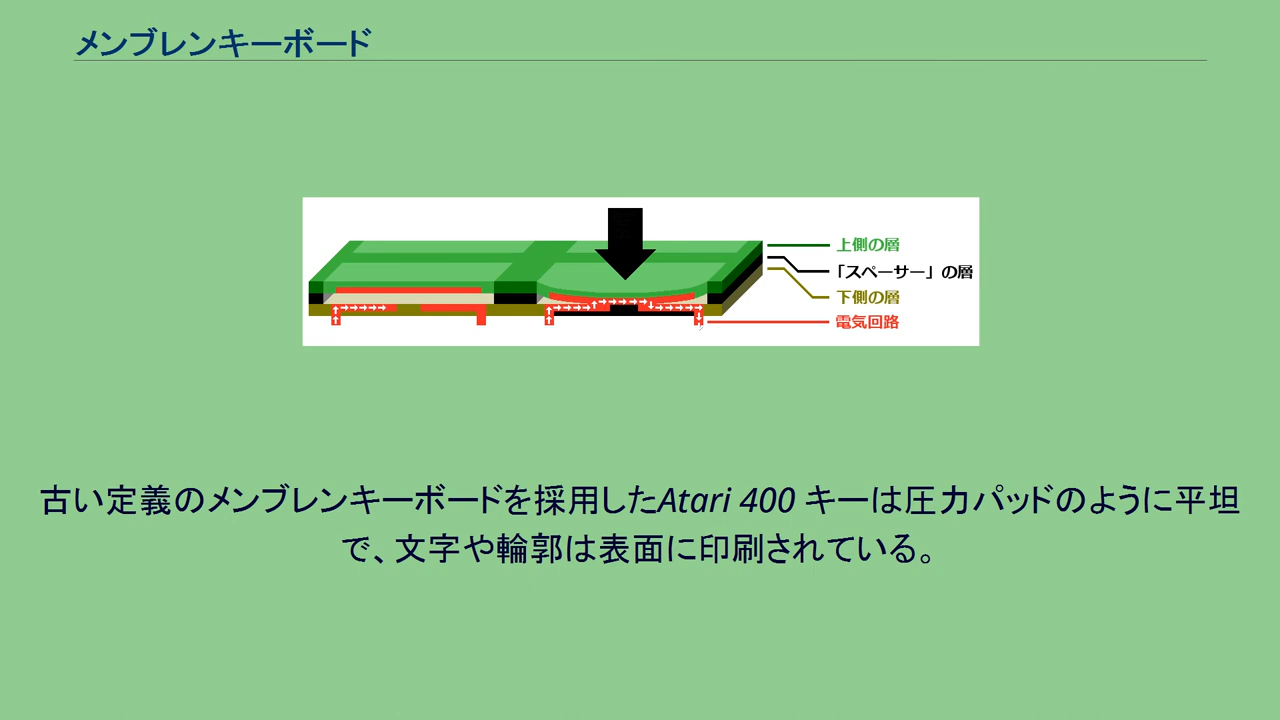 メンブレンキーボード
上側の層
「スペーサー」の層
下側の層
電気回路
古い定義のメンブレンキーボードを採用したAtari 400 キーは圧力パッドのように平坦
で、文字や輪郭は表面に印刷されている。